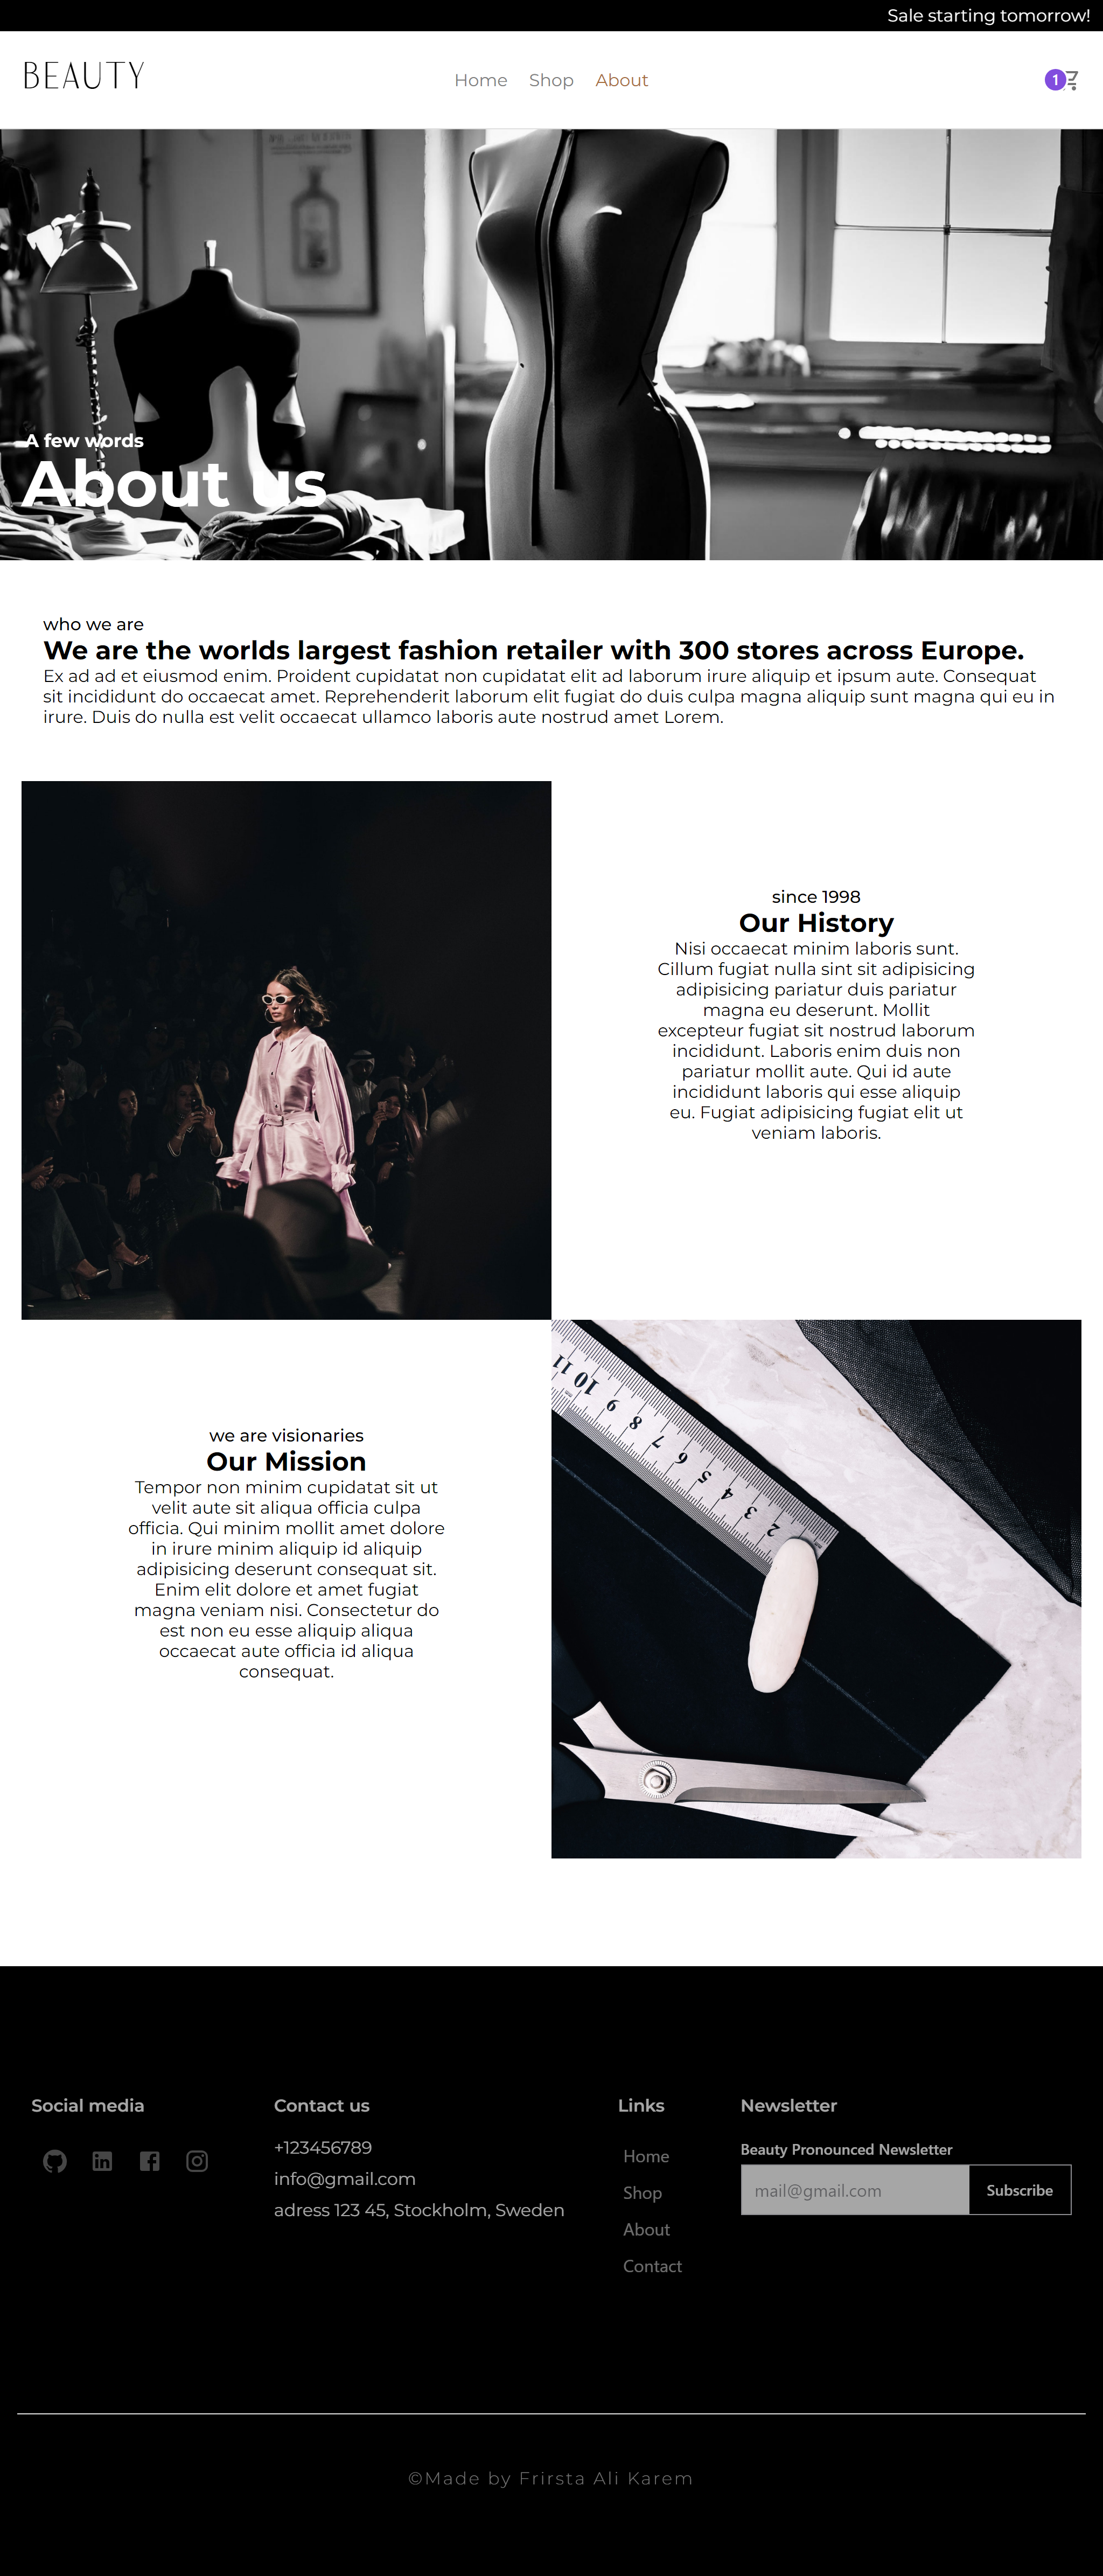 Sale starting tomorrow!
BEAUTY
Home Shop About
1
A few words
About us
who we are
We are the worlds largest fashion retailer with 300 stores across Europe.
Ex ad ad et eiusmod enim. Proident cupidatat non cupidatat elit ad laborum irure aliquip et ipsum aute. Consequat
sit incididunt do occaecat amet. Reprehenderit laborum elit fugiat do duis culpa magna aliquip sunt magna qui eu in
irure. Duis do nulla est velit occaecat ullamco laboris aute nostrud amet Lorem.
since 1998
Our History
Nisi occaecat minim laboris sunt.
Cillum fugiat nulla sint sit adipisicing
adipisicing pariatur duis pariatur
magna eu deserunt. Mollit
excepteur fugiat sit nostrud laborum
incididunt. Laboris enim duis non
pariatur mollit aute. Qui id aute
incididunt laboris qui esse aliquip
eu. Fugiat adipisicing fugiat elit ut
veniam laboris.
we are visionaries
Our Mission
Tempor non minim cupidatat sit ut
velit aute sit aliqua officia culpa
officia. Qui minim mollit amet dolore
in irure minim aliquip id aliquip
adipisicing deserunt consequat sit.
Enim elit dolore et amet fugiat
magna veniam nisi. Consectetur do
est non eu esse aliquip aliqua
occaecat aute officia id aliqua
consequat.
11 10 9 8 7 6 5 4 3 2
Social media
Contact us
+123456789
info@gmail.com
adress 123 45, Stockholm, Sweden
Links
Home
Shop
About
Contact
Newsletter
Beauty Pronounced Newsletter
mail@gmail.com Subscribe
©Made by Frirsta Ali Karem